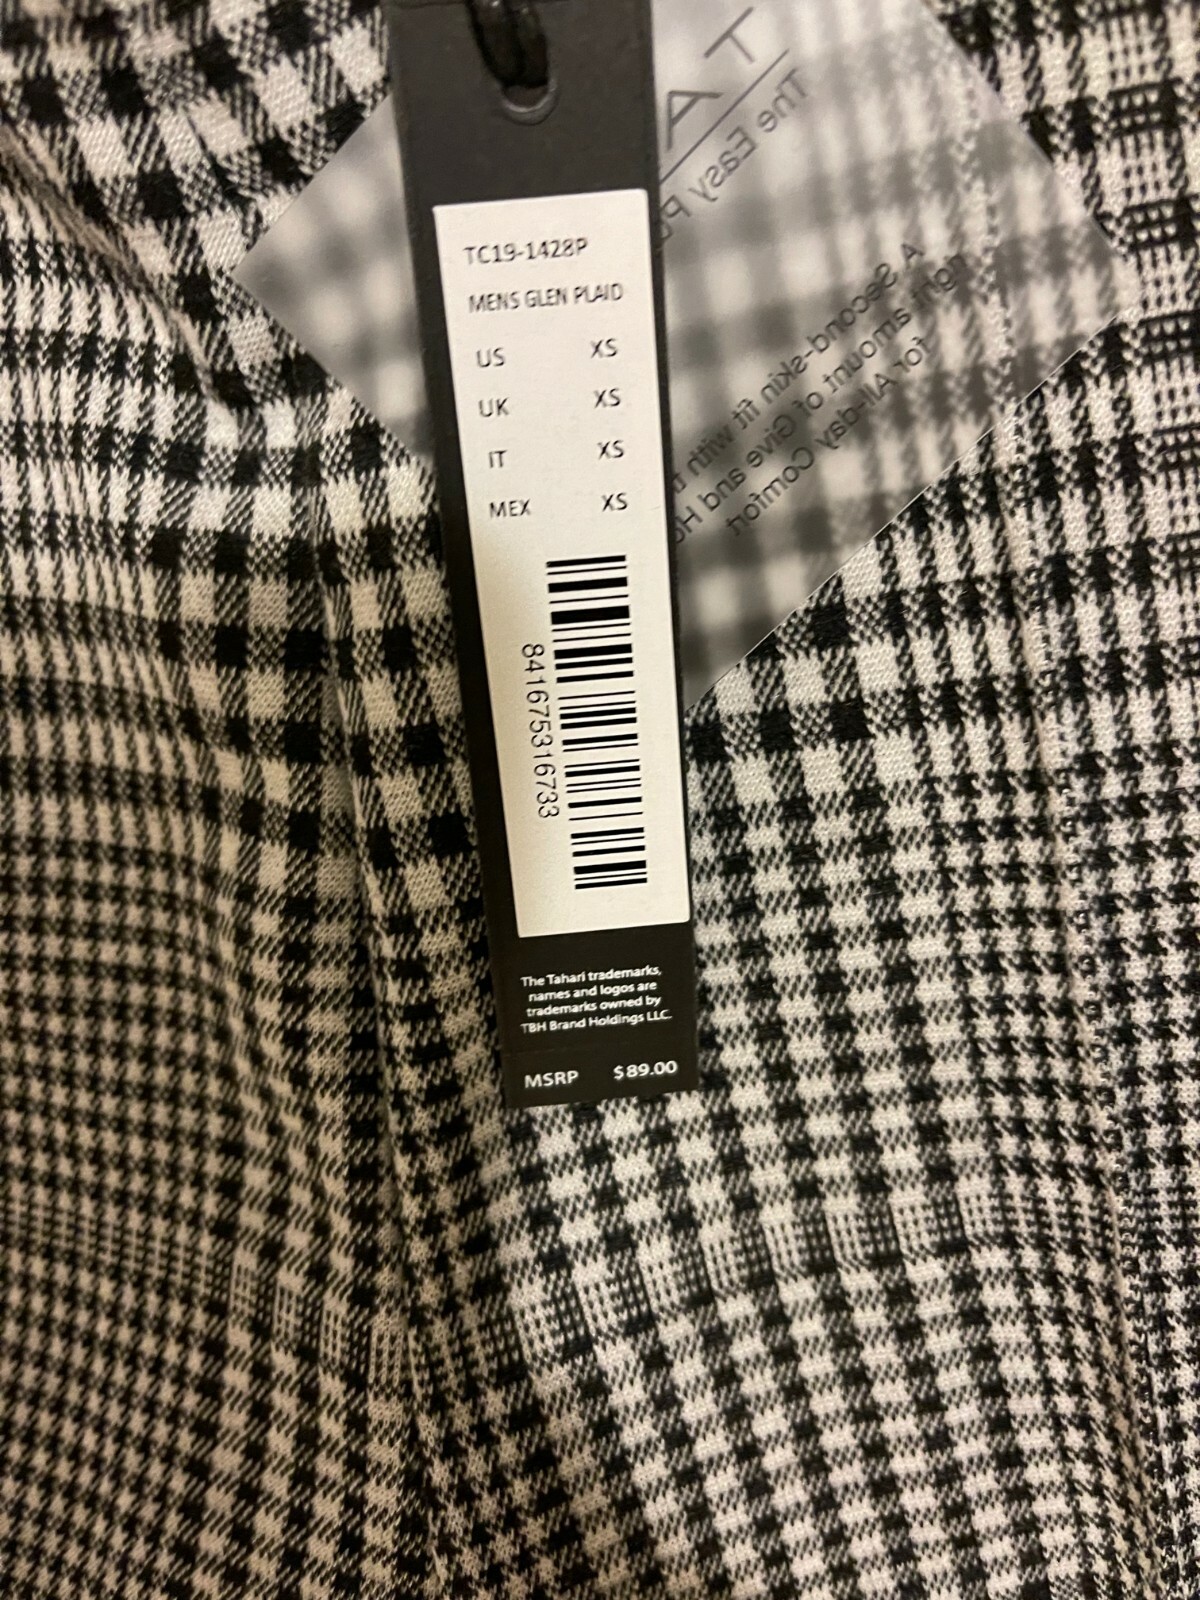 TC19-1428P
MENS GLEN PLAID
US XS
UK XS
IT XS
MEX XS
841675316733
The Tahari trademarks,
names and logos are
trademarks owned by
TBH Brand Holdings LLC.
MSRP $89.00
TA
The Easy
A Second-skin fit with
amount of Give and
for All-day Comfort